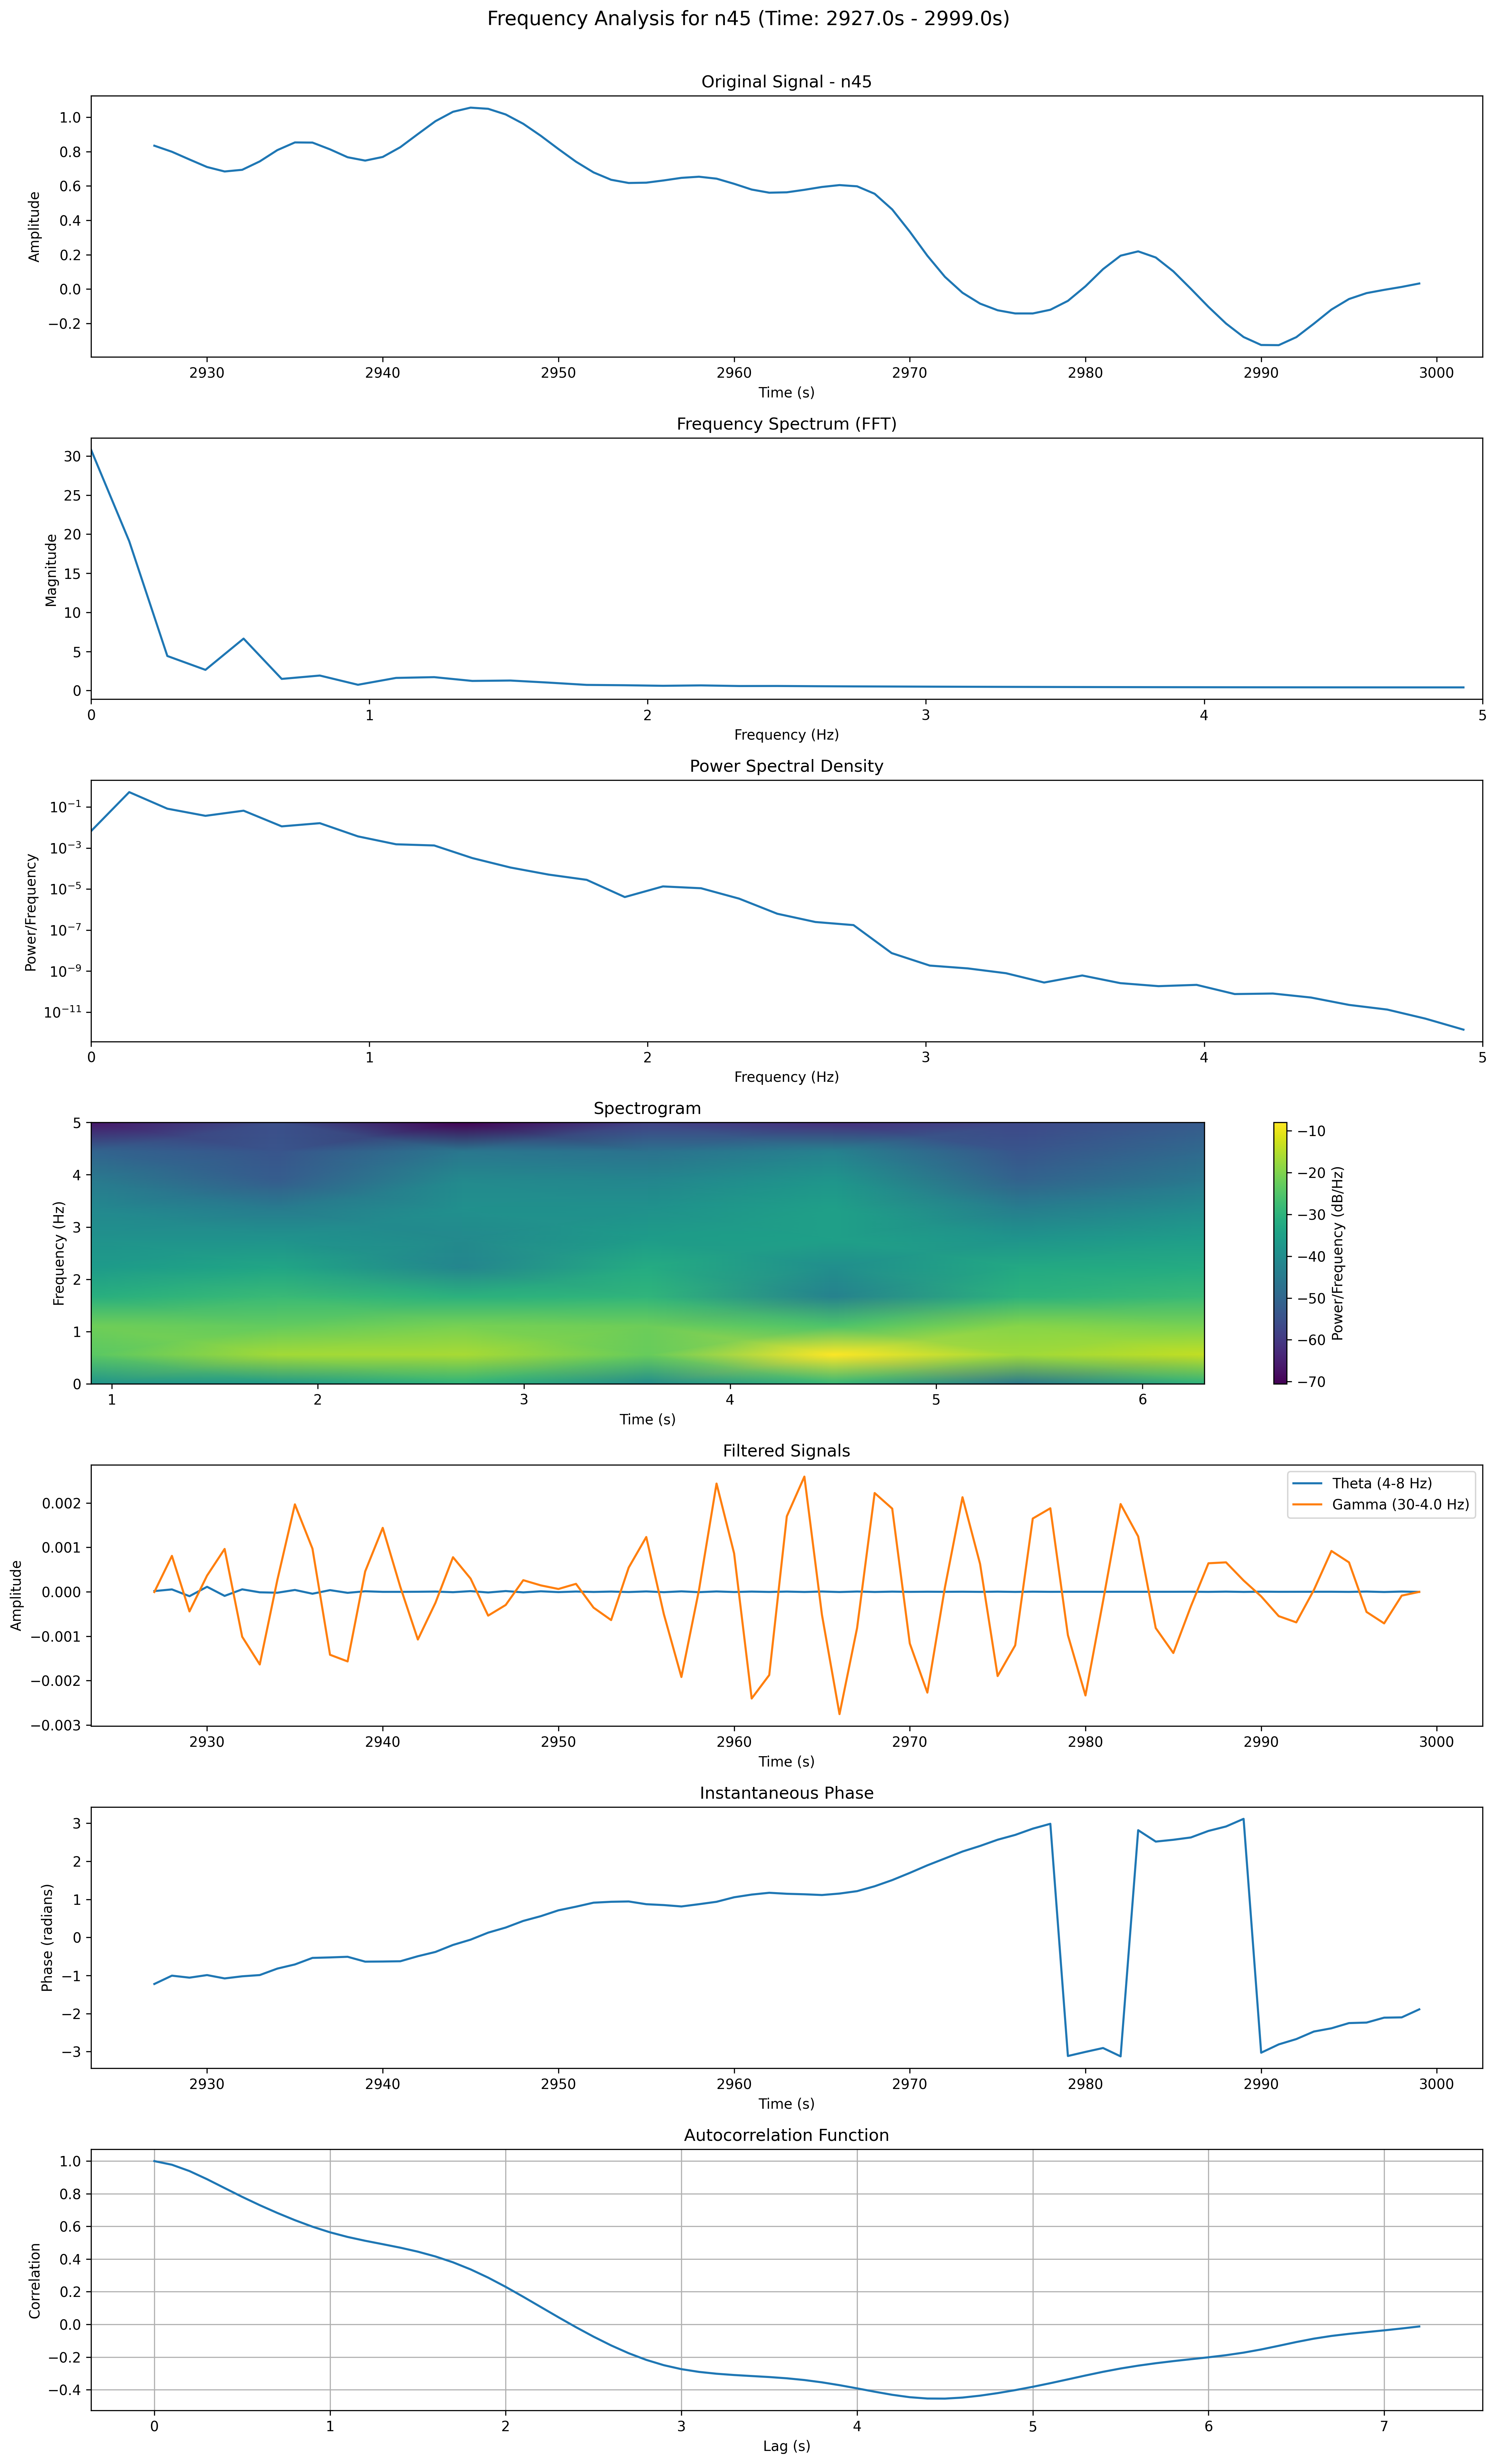 Frequency Analysis for n45 (Time: 2927.0s - 2999.0s)
Original Signal - n45
Amplitude
1.0
0.8
0.6
0.4
0.2
0.0
−0.2
2930 2940 2950 2960 2970 2980 2990 3000
Time (s)
Frequency Spectrum (FFT)
Magnitude
30
25
20
15
10
5
0
0 1 2 3 4 5
Frequency (Hz)
Power Spectral Density
Power/Frequency
10⁻¹
10⁻³
10⁻⁵
10⁻⁷
10⁻⁹
10⁻¹¹
0 1 2 3 4 5
Frequency (Hz)
Spectrogram
Frequency (Hz)
5
4
3
2
1
0
1 2 3 4 5 6
Time (s)
−10
−20
−30
−40
−50
−60
−70
Power/Frequency (dB/Hz)
Filtered Signals
Theta (4-8 Hz)
Gamma (30-4.0 Hz)
Amplitude
0.002
0.001
0.000
−0.001
−0.002
−0.003
2930 2940 2950 2960 2970 2980 2990 3000
Time (s)
Instantaneous Phase
Phase (radians)
3
2
1
0
−1
−2
−3
2930 2940 2950 2960 2970 2980 2990 3000
Time (s)
Autocorrelation Function
Correlation
1.0
0.8
0.6
0.4
0.2
0.0
−0.2
−0.4
0 1 2 3 4 5 6 7
Lag (s)